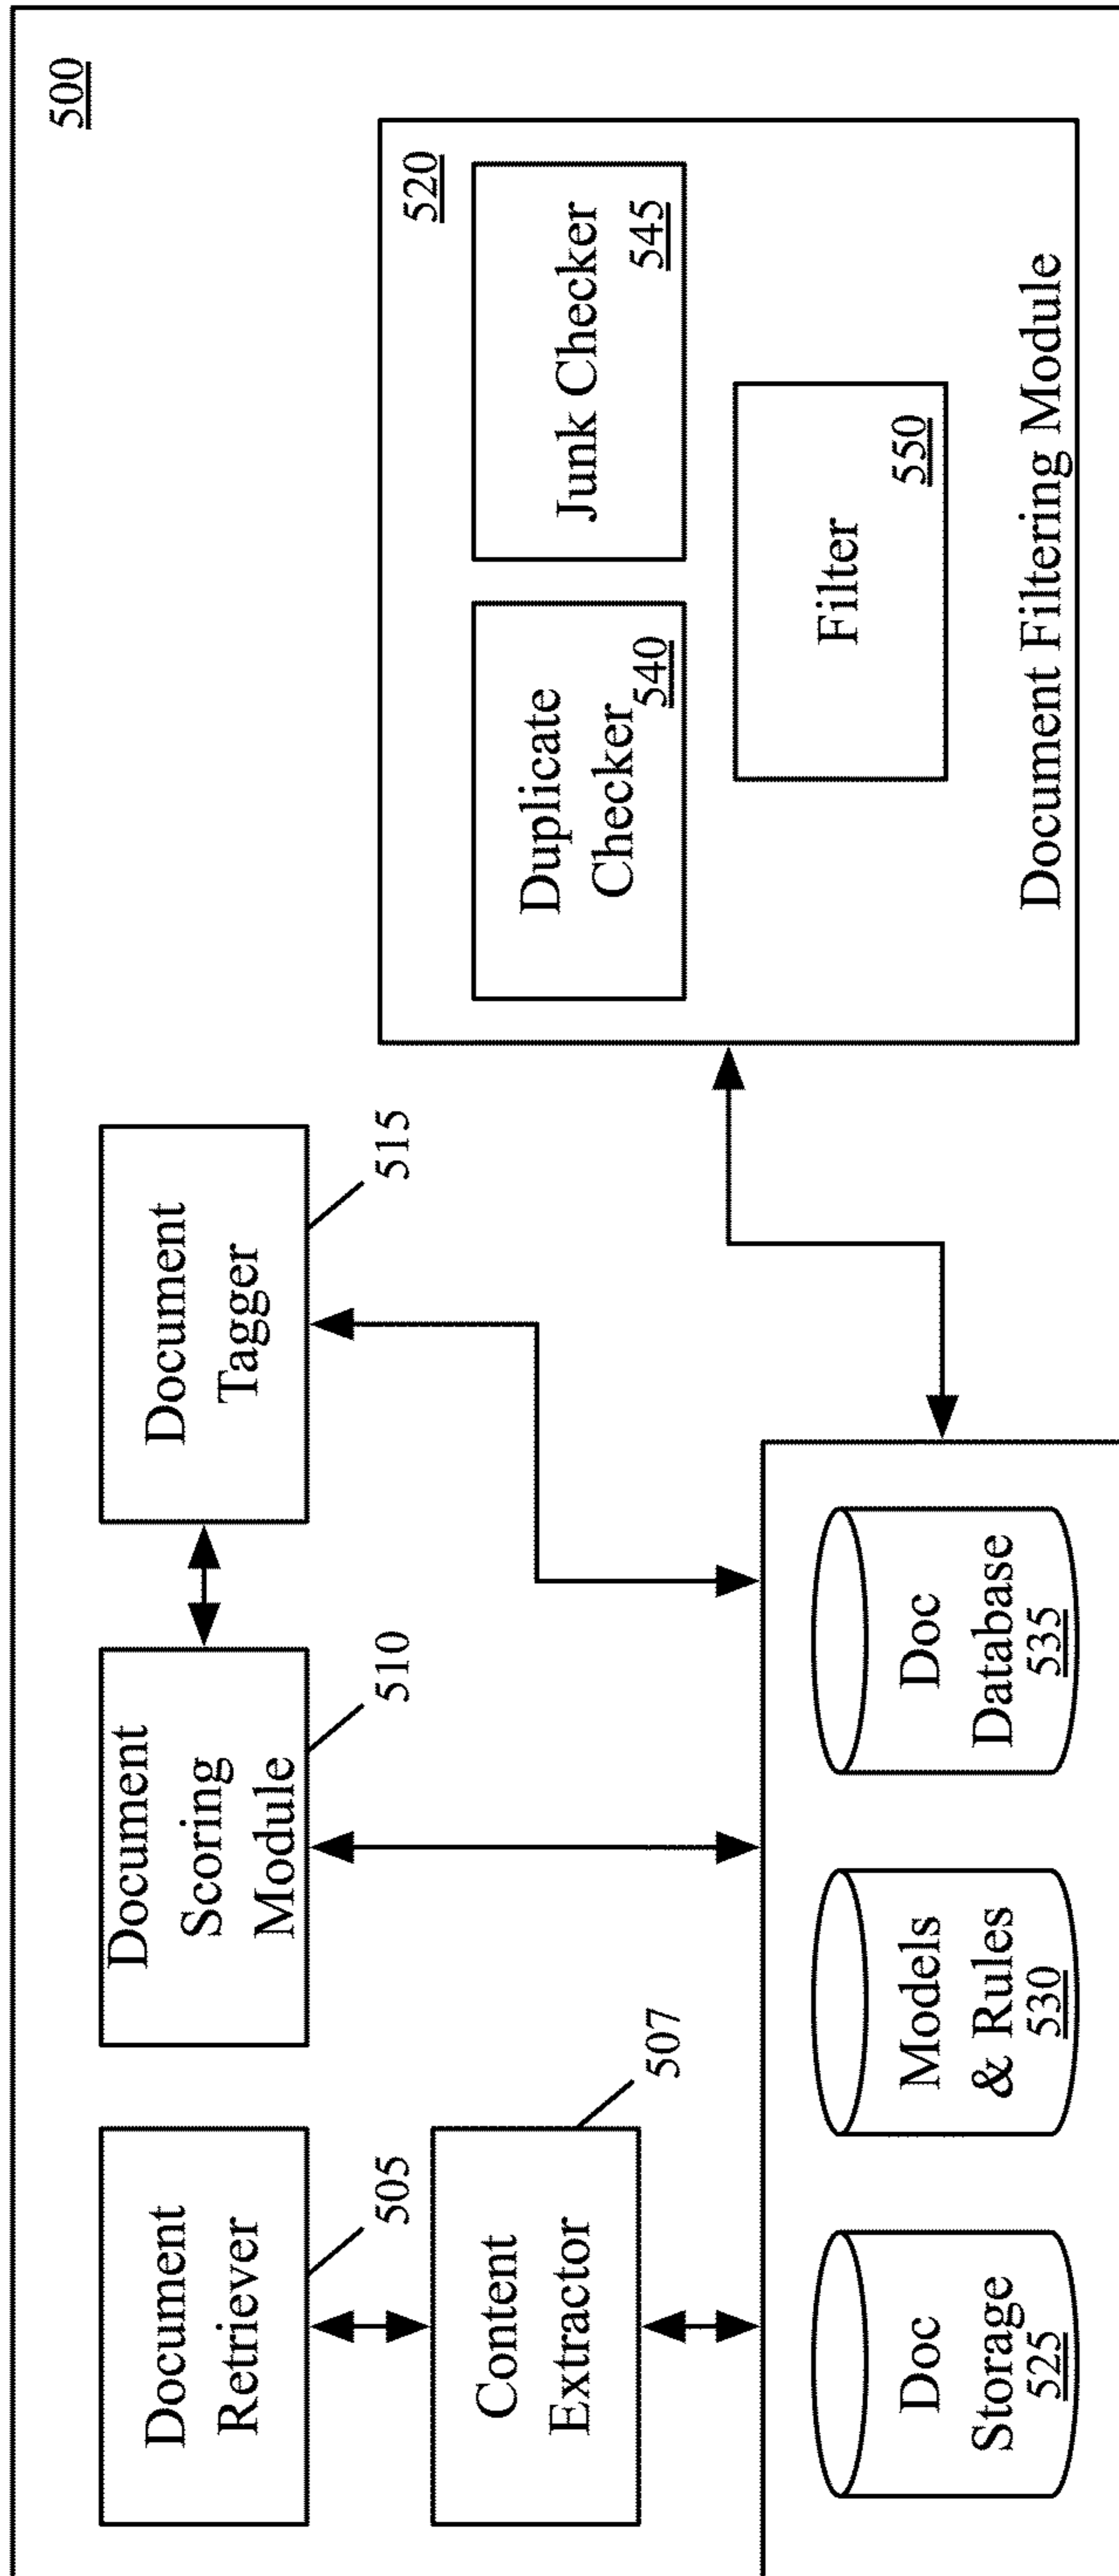 500
Document
Retriever
505
Content
Extractor
507
Document
Scoring
Module
510
Document
Tagger
515
520
Duplicate
Checker
540
Junk Checker
545
Filter
550
Document Filtering Module
Doc
Storage
525
Models
& Rules
530
Doc
Database
535